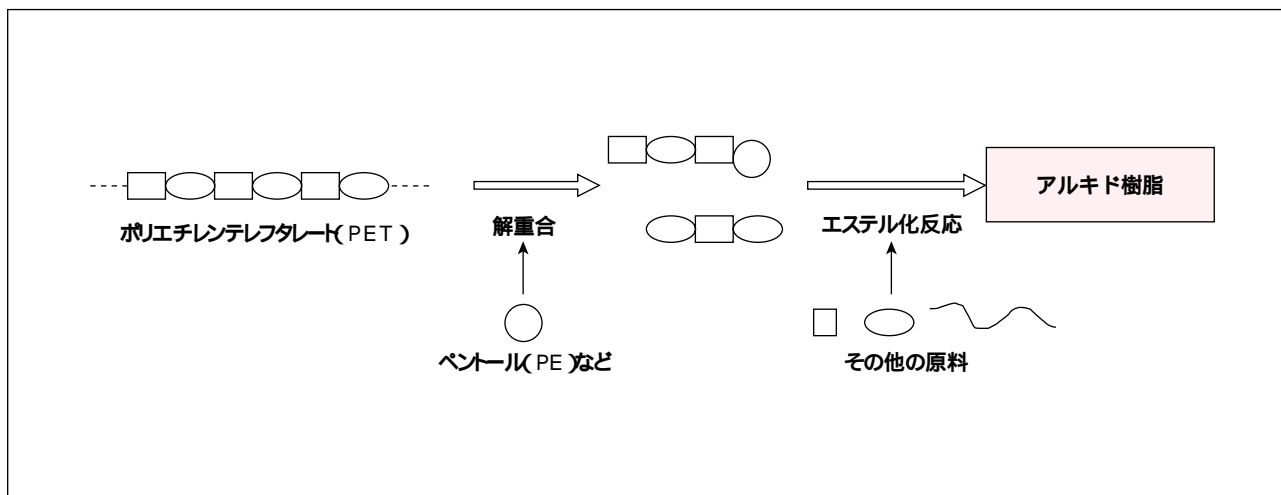 ポリエチレンテレフタレート(PET)
解重合
ペントール(PE)など
エステル化反応
その他の原料
アルキド樹脂